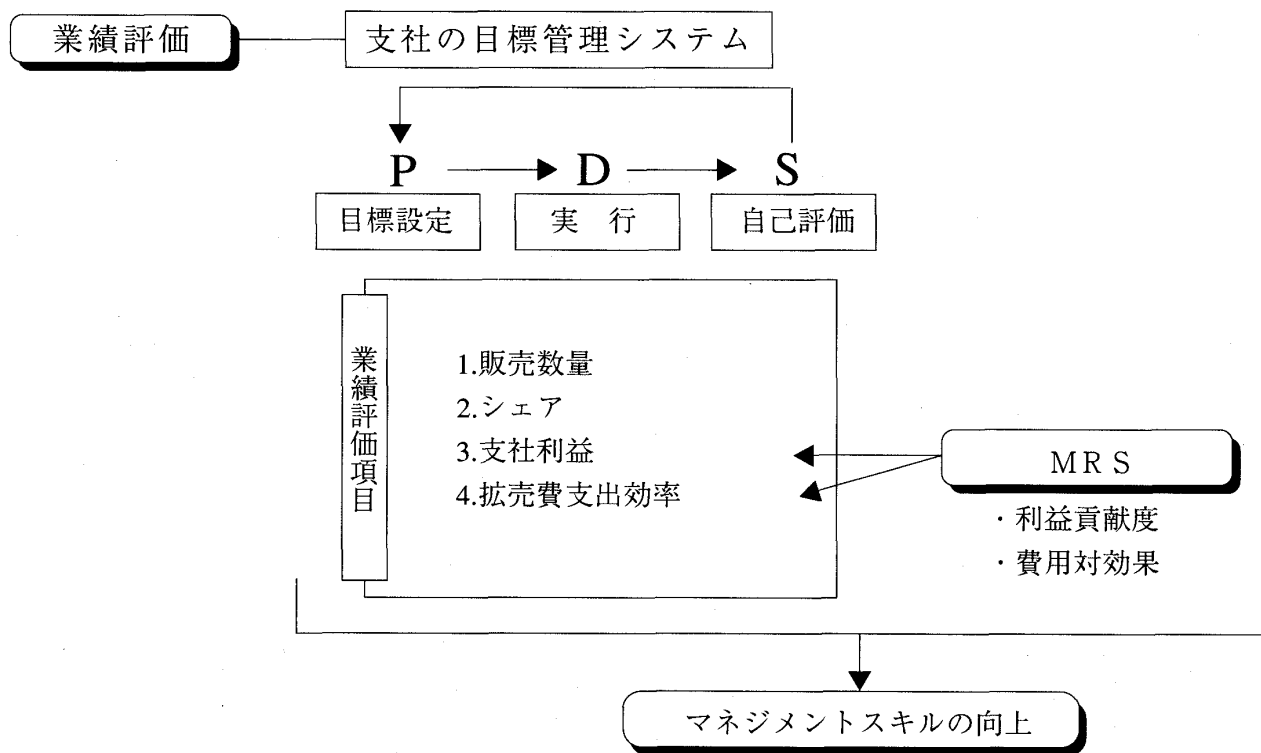 業績評価
支社の目標管理システム
P D S
目標設定 実 行 自己評価
業績評価項目
1.販売数量
2.シェア
3.支社利益
4.拡売費支出効率
MRS
・利益貢献度
・費用対効果
マネジメントスキルの向上